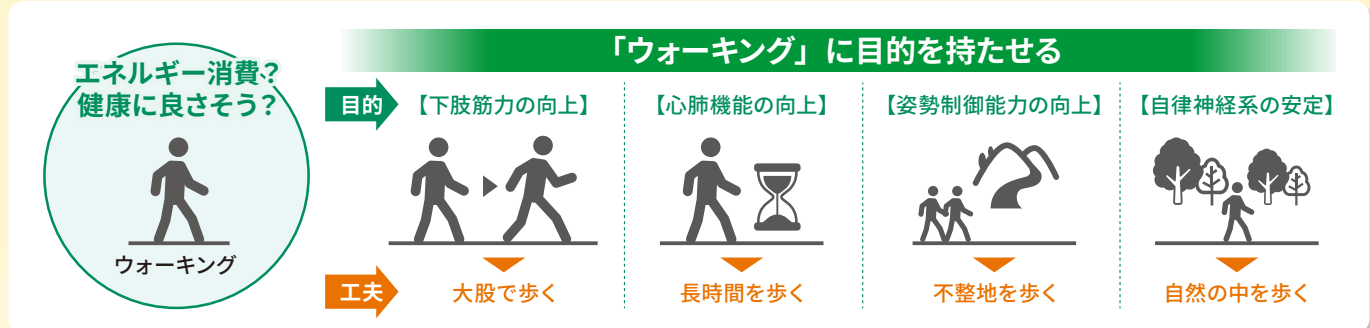 エネルギー消費?
健康に良さそう?
ウォーキング
「ウォーキング」に目的を持たせる
目的
【下肢筋力の向上】
【心肺機能の向上】
【姿勢制御能力の向上】
【自律神経系の安定】
工夫
大股で歩く
長時間を歩く
不整地を歩く
自然の中を歩く